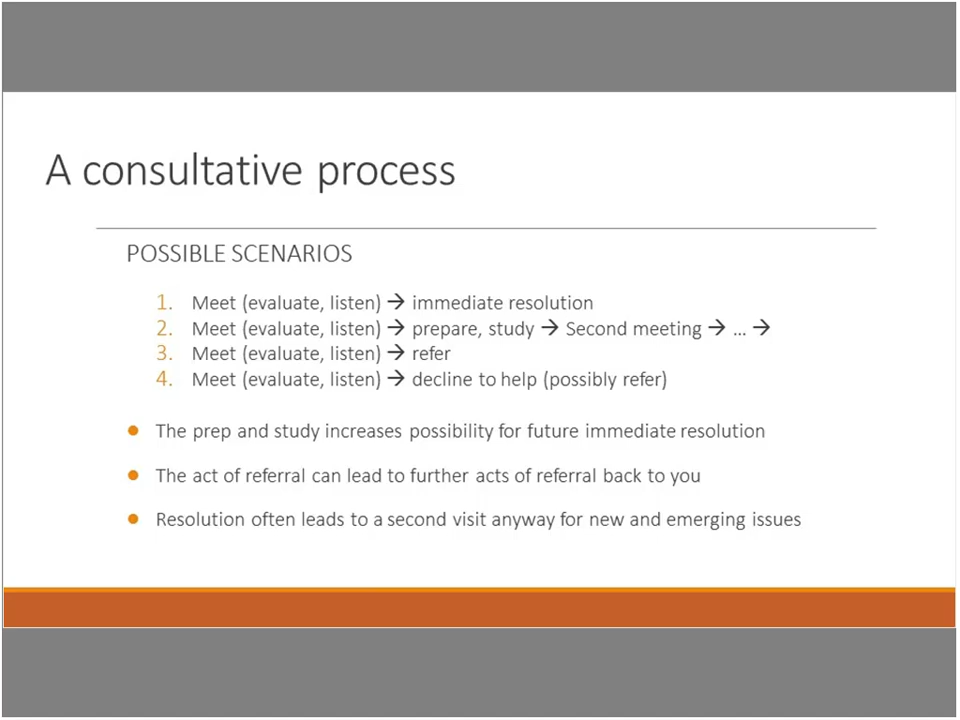 A consultative process
POSSIBLE SCENARIOS
1. Meet (evaluate, listen) → immediate resolution
2. Meet (evaluate, listen) → prepare, study → Second meeting → ... →
3. Meet (evaluate, listen) → refer
4. Meet (evaluate, listen) → decline to help (possibly refer)
● The prep and study increases possibility for future immediate resolution
● The act of referral can lead to further acts of referral back to you
● Resolution often leads to a second visit anyway for new and emerging issues